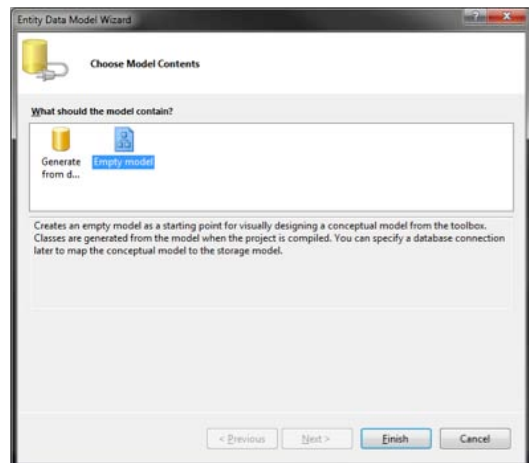 Entity Data Model Wizard
Choose Model Contents
What should the model contain?
Generate from d...
Empty model
Creates an empty model as a starting point for visually designing a conceptual model from the toolbox.
Classes are generated from the model when the project is compiled. You can specify a database connection
later to map the conceptual model to the storage model.
< Previous
Next >
Finish
Cancel